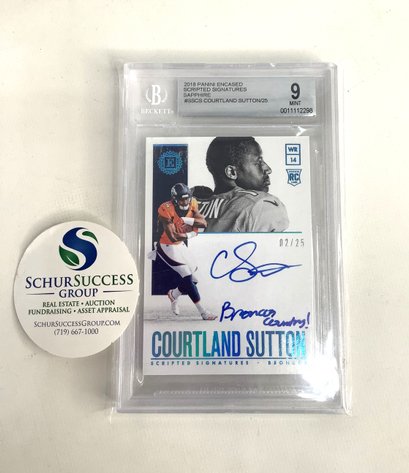 BECKETT
2018 PANINI ENCASED
SCRIPTED SIGNATURES
SAPPHIRE
#SSCS COURTLAND SUTTON/25
9
MINT
0011112298
E
WR
14
RC
TTON
02/25
Broncos
Country!
COURTLAND SUTTON
SCRIPTED SIGNATURES - BRONCOS
SCHURSUCCESS
GROUP
REAL ESTATE • AUCTION
FUNDRAISING • ASSET APPRAISAL
SCHURSUCCESSGROUP.COM
(719) 667-1000